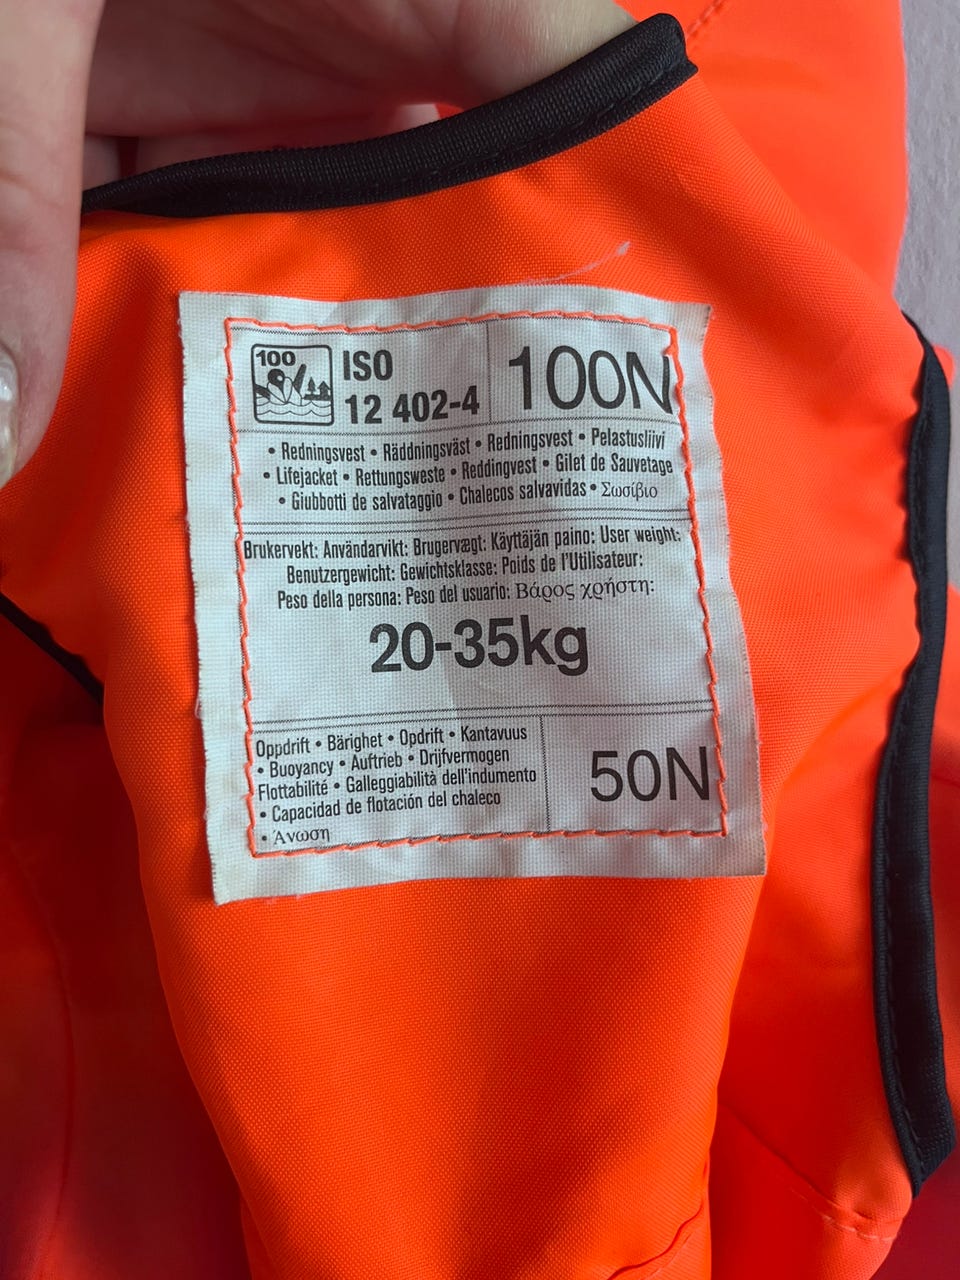 100
ISO
12 402-4
100N
• Redningsvest • Räddningsväst • Redningsvest • Pelastusliivi
• Lifejacket • Rettungsweste • Reddingvest • Gilet de Sauvetage
• Giubbotti de salvataggio • Chalecos salvavidas • Σωσίβιο
Brukervekt: Användarvikt: Brugervægt: Käyttäjän paino: User weight:
Benutzergewicht: Gewichtsklasse: Poids de l'Utilisateur:
Peso della persona: Peso del usuario: Βάρος χρήστη:
20-35kg
Oppdrift • Bärighet • Opdrift • Kantavuus
• Buoyancy • Auftrieb • Drijfvermogen
Flottabilité • Galleggiabilità dell'indumento
• Capacidad de flotación del chaleco
• Άνωση
50N